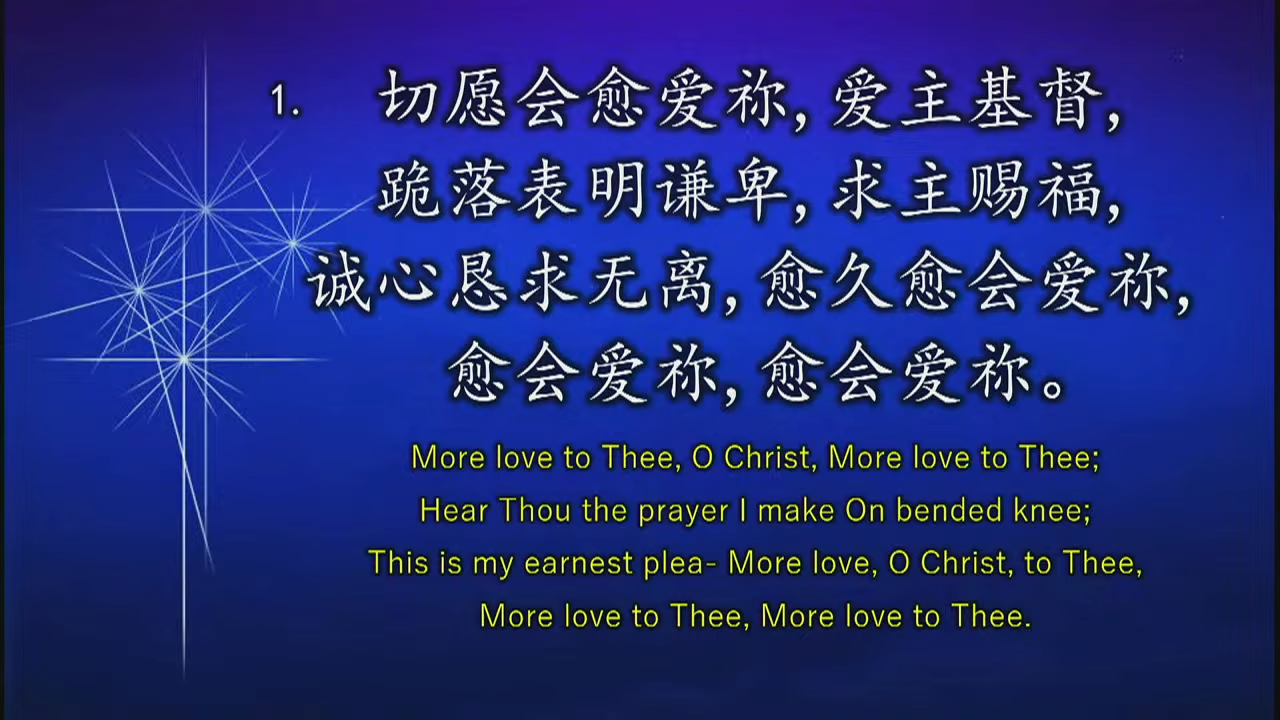 1. 切愿会愈爱祢, 爱主基督,
跪落表明谦卑, 求主赐福,
诚心恳求无离, 愈久愈会爱祢,
愈会爱祢, 愈会爱祢。
More love to Thee, O Christ, More love to Thee;
Hear Thou the prayer I make On bended knee;
This is my earnest plea- More love, O Christ, to Thee,
More love to Thee, More love to Thee.